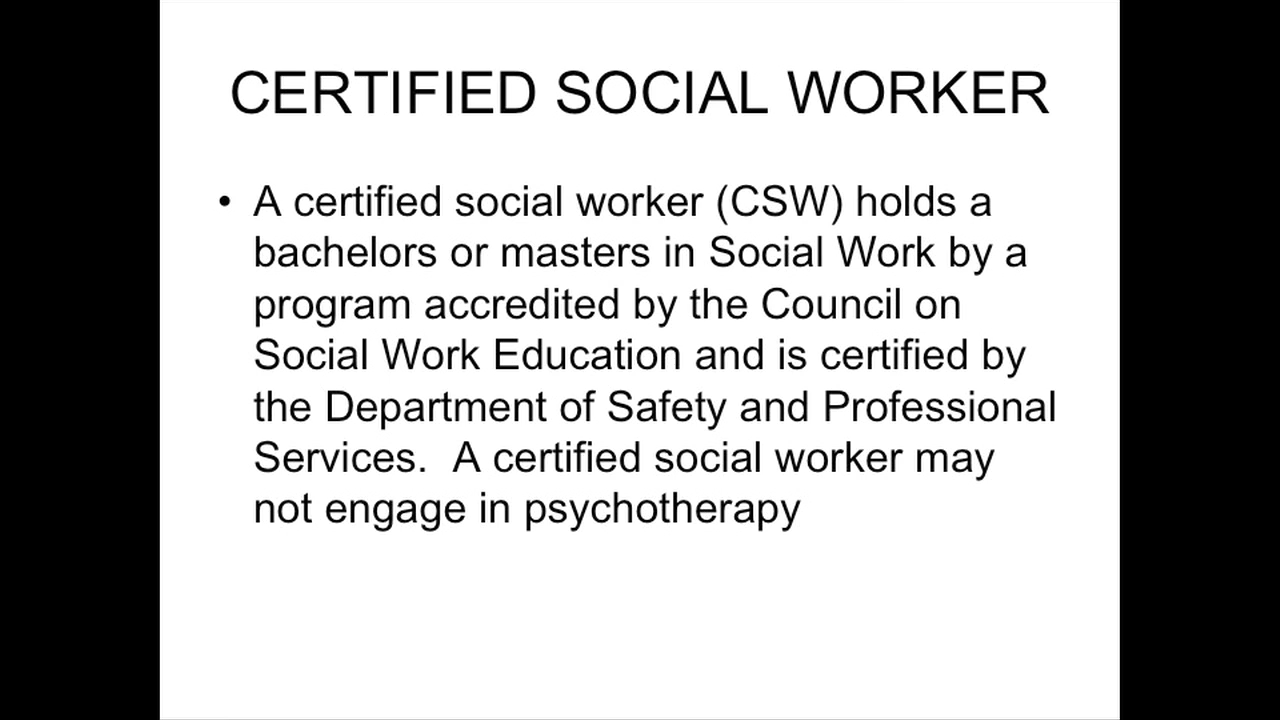 CERTIFIED SOCIAL WORKER
• A certified social worker (CSW) holds a
bachelors or masters in Social Work by a
program accredited by the Council on
Social Work Education and is certified by
the Department of Safety and Professional
Services.  A certified social worker may
not engage in psychotherapy